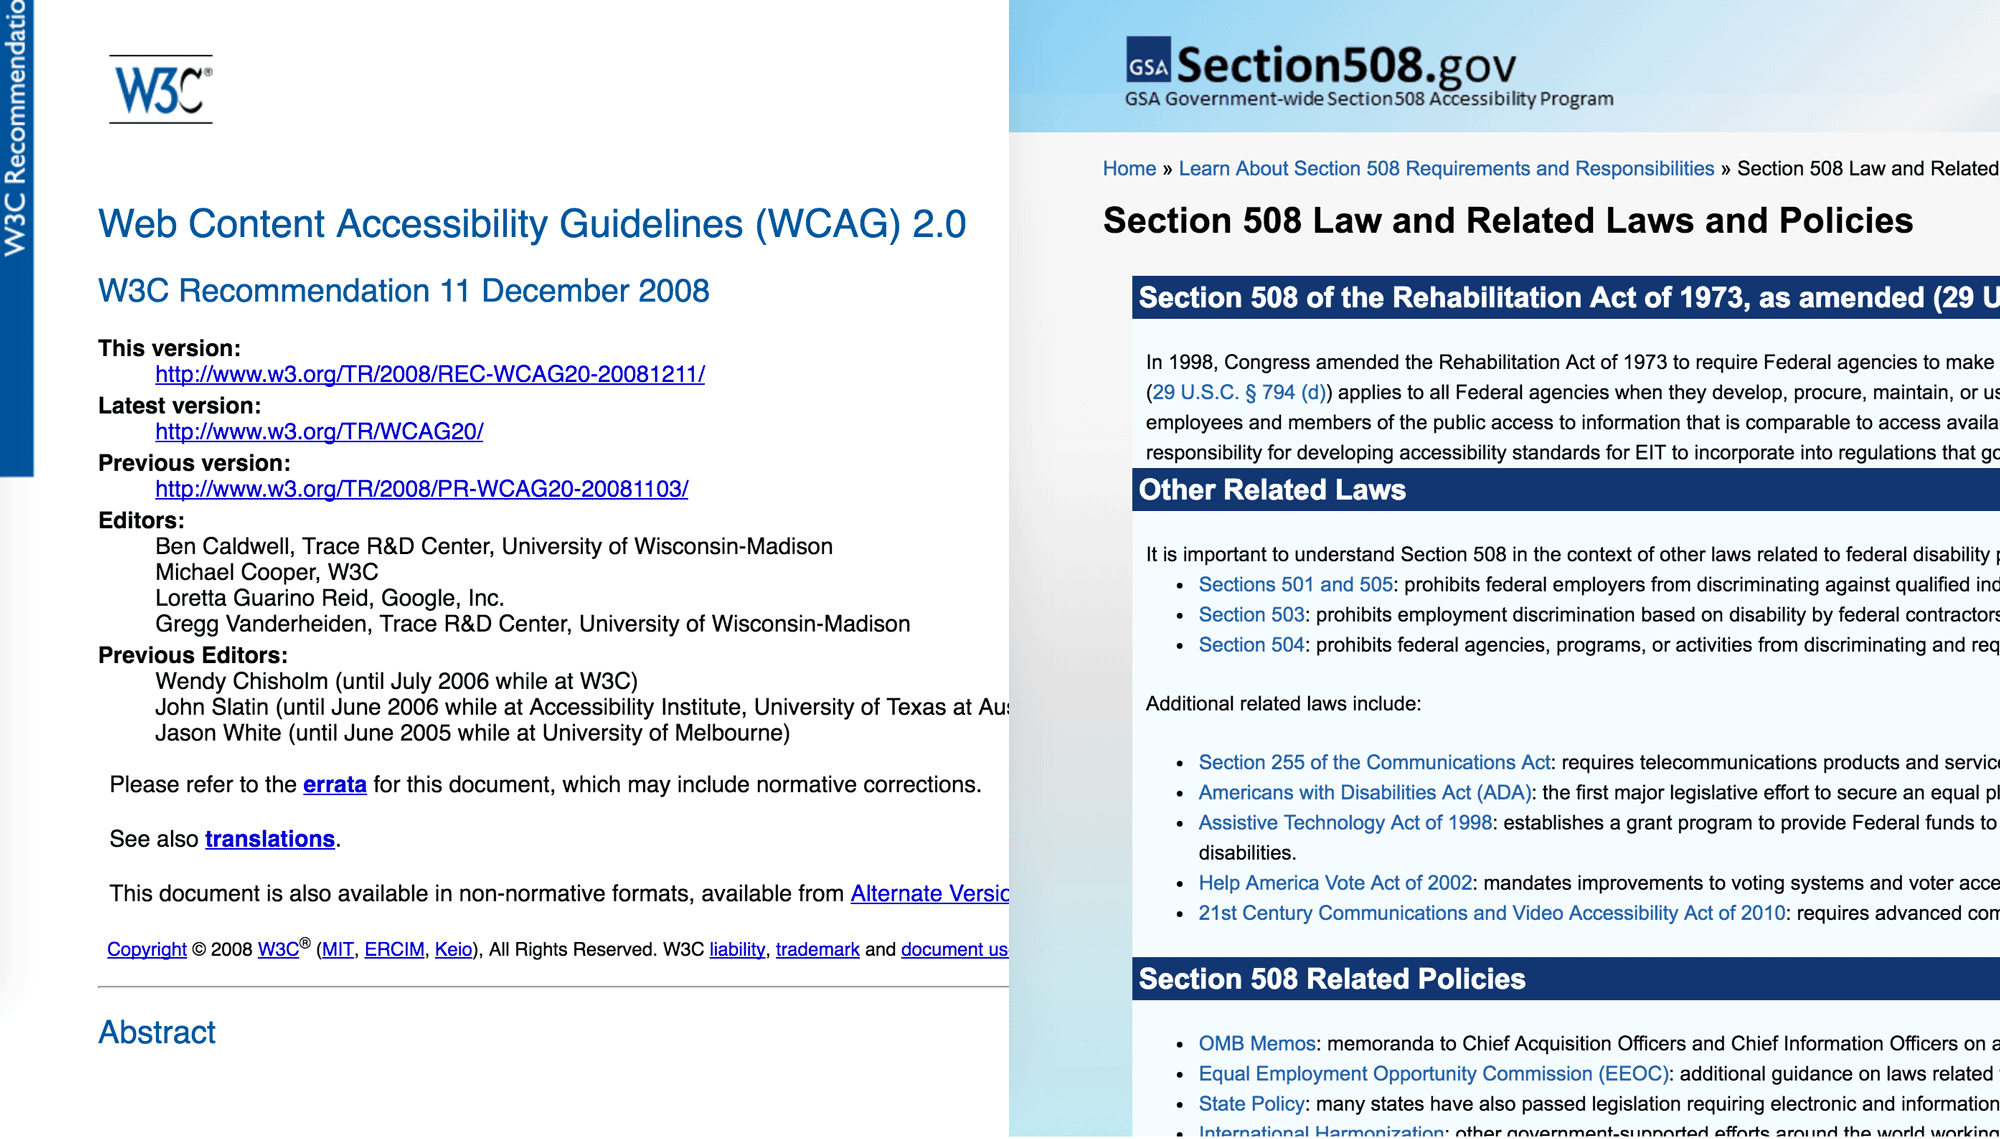 W3C Recommendatio
W3C®
Web Content Accessibility Guidelines (WCAG) 2.0
W3C Recommendation 11 December 2008
This version:
http://www.w3.org/TR/2008/REC-WCAG20-20081211/
Latest version:
http://www.w3.org/TR/WCAG20/
Previous version:
http://www.w3.org/TR/2008/PR-WCAG20-20081103/
Editors:
Ben Caldwell, Trace R&D Center, University of Wisconsin-Madison
Michael Cooper, W3C
Loretta Guarino Reid, Google, Inc.
Gregg Vanderheiden, Trace R&D Center, University of Wisconsin-Madison
Previous Editors:
Wendy Chisholm (until July 2006 while at W3C)
John Slatin (until June 2006 while at Accessibility Institute, University of Texas at Aus
Jason White (until June 2005 while at University of Melbourne)
Please refer to the errata for this document, which may include normative corrections.
See also translations.
This document is also available in non-normative formats, available from Alternate Versio
Copyright © 2008 W3C® (MIT, ERCIM, Keio), All Rights Reserved. W3C liability, trademark and document us
Abstract
GSA Section508.gov
GSA Government-wide Section 508 Accessibility Program
Home » Learn About Section 508 Requirements and Responsibilities » Section 508 Law and Related
Section 508 Law and Related Laws and Policies
Section 508 of the Rehabilitation Act of 1973, as amended (29 U
In 1998, Congress amended the Rehabilitation Act of 1973 to require Federal agencies to make
(29 U.S.C. § 794 (d)) applies to all Federal agencies when they develop, procure, maintain, or us
employees and members of the public access to information that is comparable to access availa
responsibility for developing accessibility standards for EIT to incorporate into regulations that go
Other Related Laws
It is important to understand Section 508 in the context of other laws related to federal disability p
• Sections 501 and 505: prohibits federal employers from discriminating against qualified ind
• Section 503: prohibits employment discrimination based on disability by federal contractors
• Section 504: prohibits federal agencies, programs, or activities from discriminating and req
Additional related laws include:
• Section 255 of the Communications Act: requires telecommunications products and service
• Americans with Disabilities Act (ADA): the first major legislative effort to secure an equal pl
• Assistive Technology Act of 1998: establishes a grant program to provide Federal funds to
disabilities.
• Help America Vote Act of 2002: mandates improvements to voting systems and voter acce
• 21st Century Communications and Video Accessibility Act of 2010: requires advanced com
Section 508 Related Policies
• OMB Memos: memoranda to Chief Acquisition Officers and Chief Information Officers on a
• Equal Employment Opportunity Commission (EEOC): additional guidance on laws related
• State Policy: many states have also passed legislation requiring electronic and information
• International Harmonization: other government-supported efforts around the world working